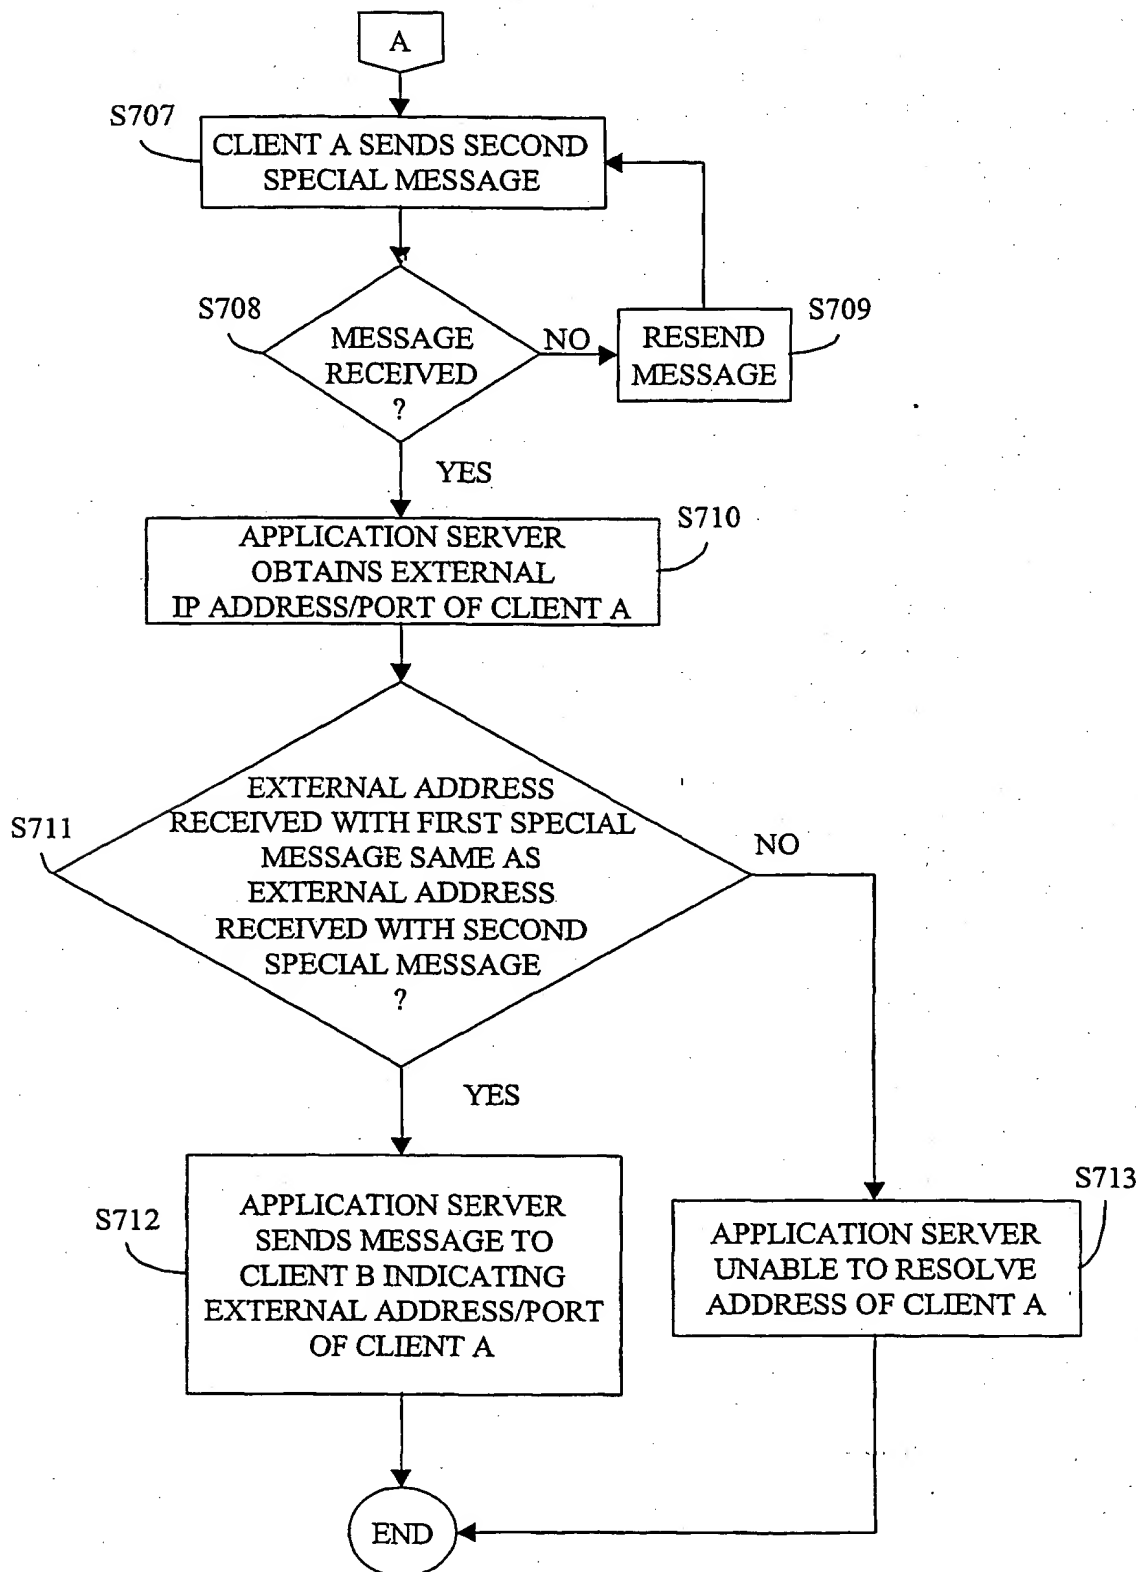 A
S707
CLIENT A SENDS SECOND
SPECIAL MESSAGE
S708
MESSAGE
RECEIVED
?
NO
S709
RESEND
MESSAGE
YES
S710
APPLICATION SERVER
OBTAINS EXTERNAL
IP ADDRESS/PORT OF CLIENT A
S711
EXTERNAL ADDRESS
RECEIVED WITH FIRST SPECIAL
MESSAGE SAME AS
EXTERNAL ADDRESS
RECEIVED WITH SECOND
SPECIAL MESSAGE
?
NO
YES
S712
APPLICATION SERVER
SENDS MESSAGE TO
CLIENT B INDICATING
EXTERNAL ADDRESS/PORT
OF CLIENT A
S713
APPLICATION SERVER
UNABLE TO RESOLVE
ADDRESS OF CLIENT A
END